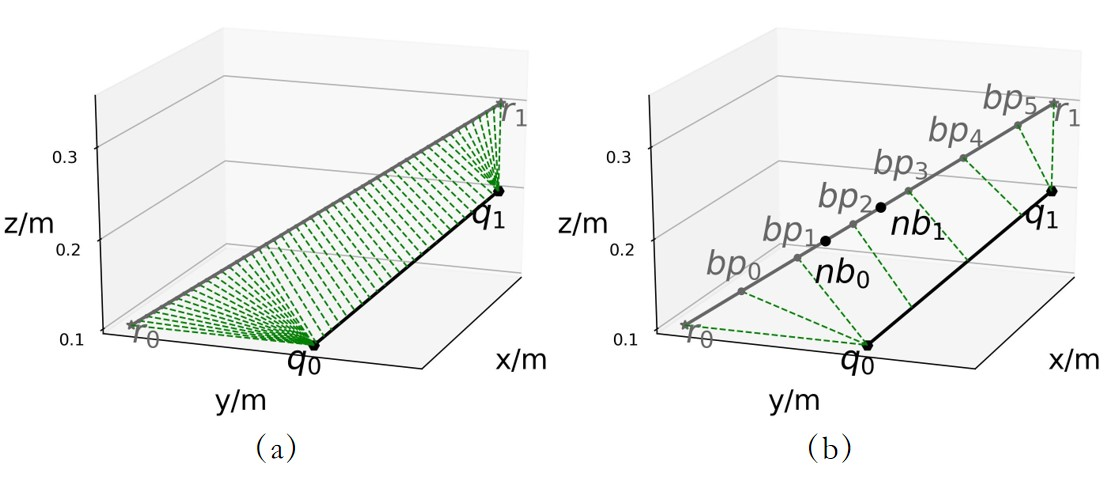 0.3
z/m
0.2
0.1
r₁
q₁
r₀
q₀
x/m
y/m
(a)
bp₅
r₁
bp₄
0.3
bp₃
bp₂
q₁
z/m
nb₁
bp₁
0.2
bp₀
nb₀
0.1
r₀
q₀
x/m
y/m
(b)